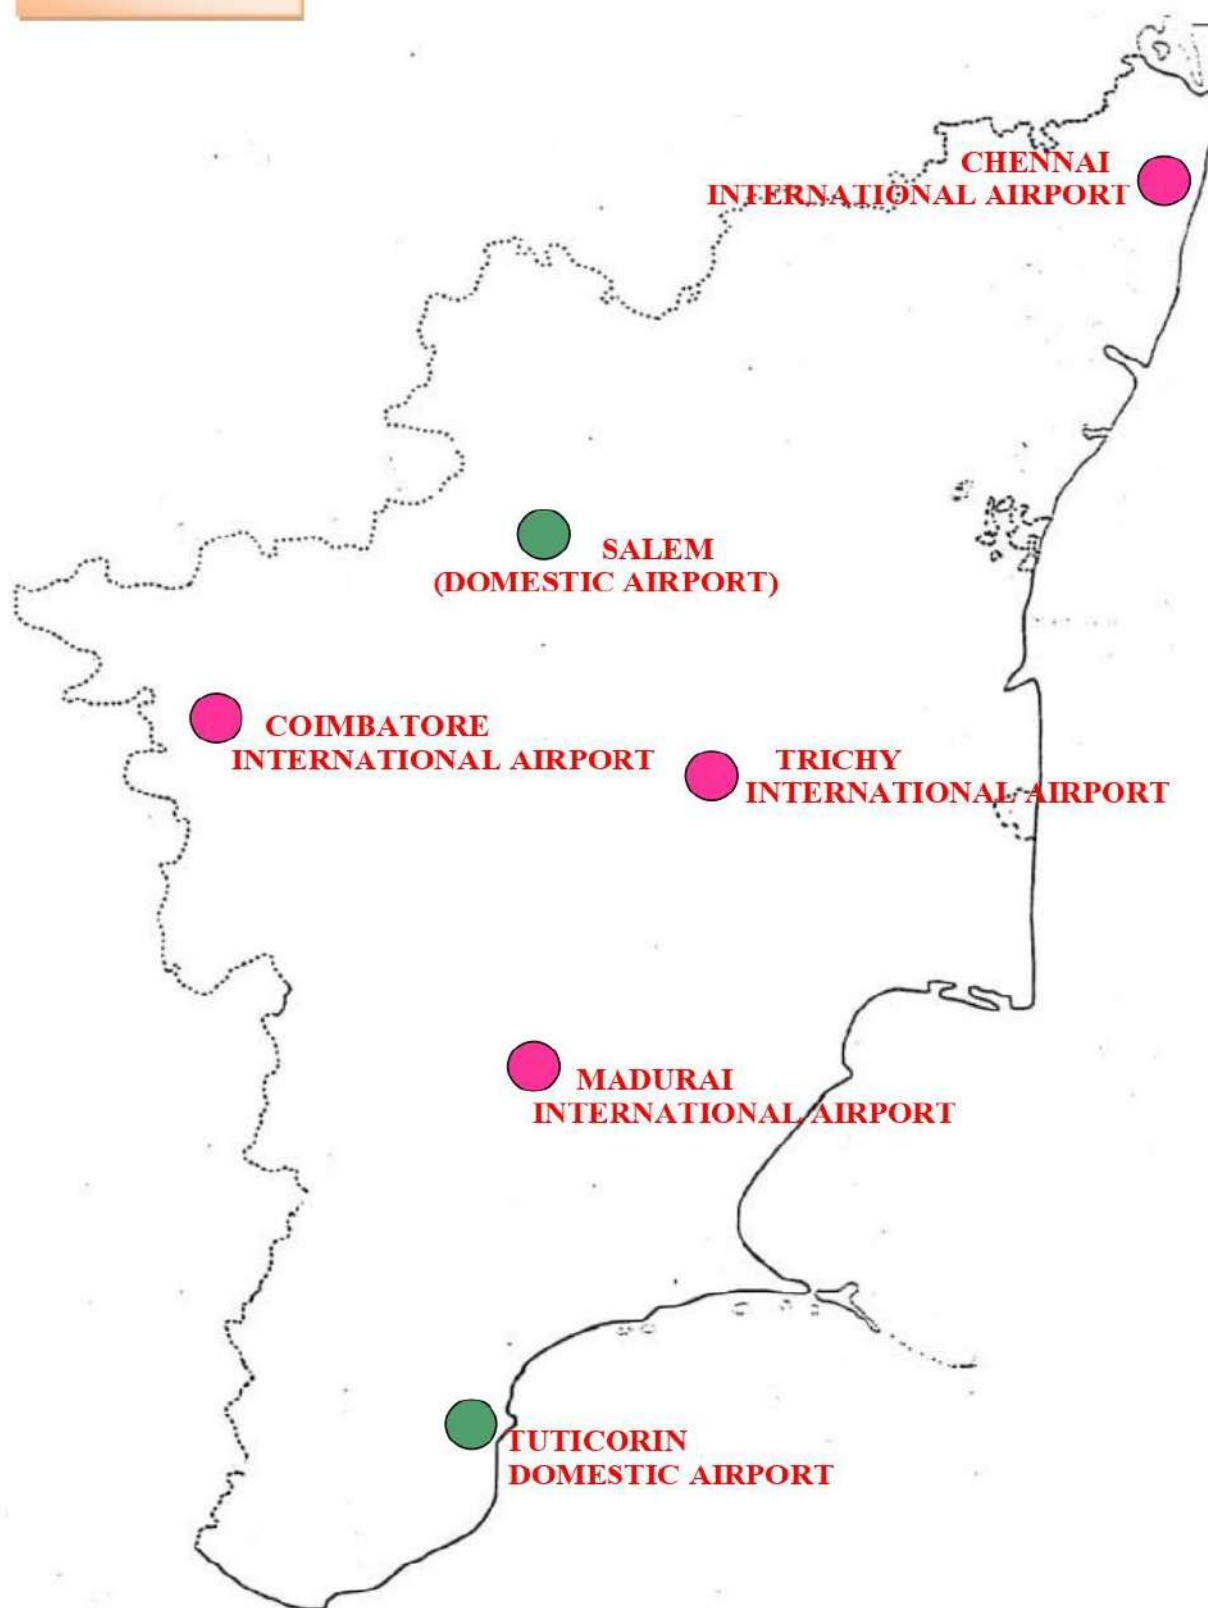 CHENNAI
INTERNATIONAL AIRPORT
SALEM
(DOMESTIC AIRPORT)
COIMBATORE
INTERNATIONAL AIRPORT
TRICHY
INTERNATIONAL AIRPORT
MADURAI
INTERNATIONAL AIRPORT
TUTICORIN
DOMESTIC AIRPORT